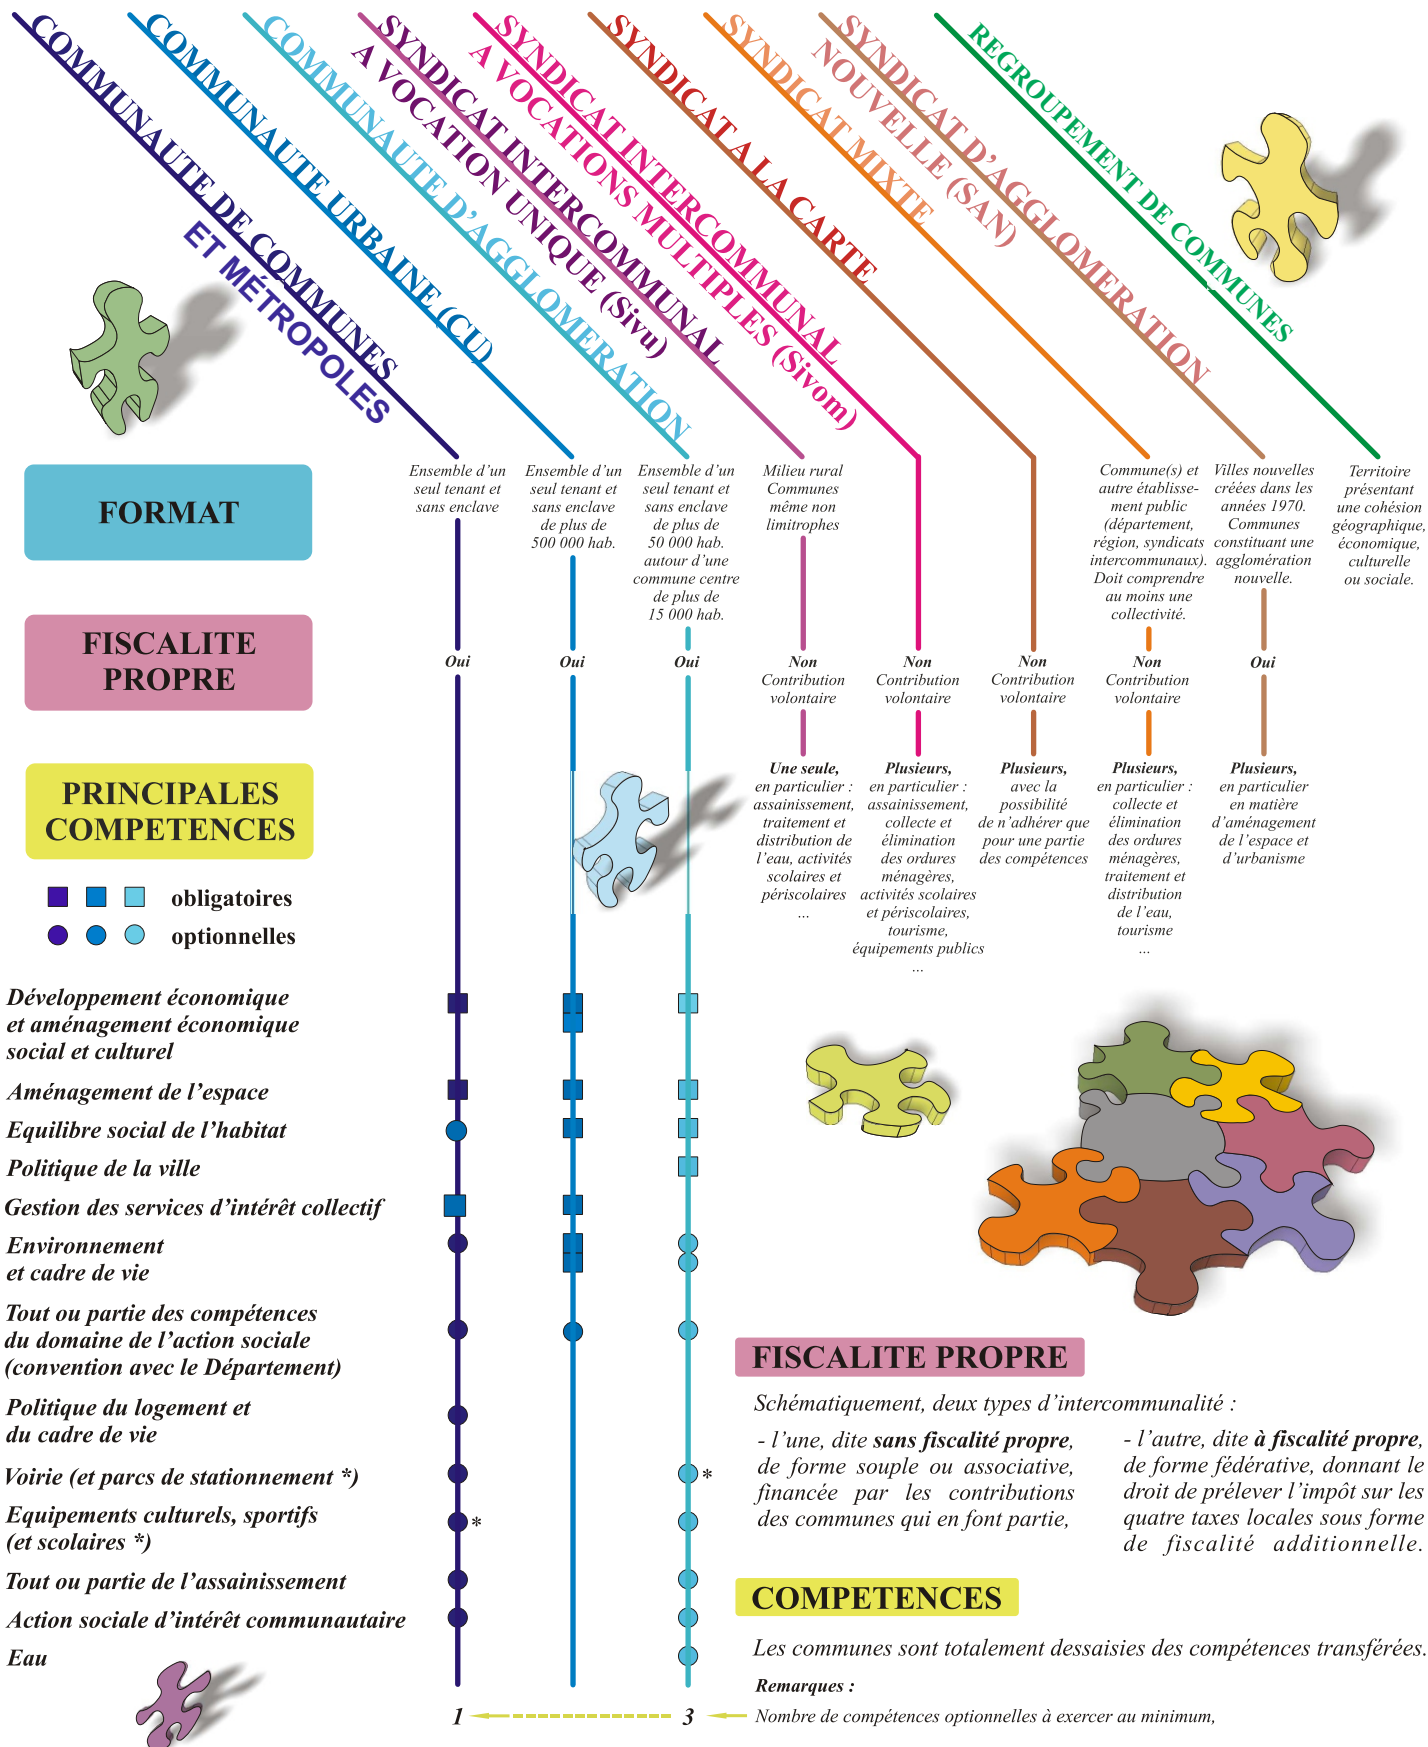 COMMUNAUTE DE COMMUNES
ET MÉTROPOLES
COMMUNAUTE URBAINE (CU)
COMMUNAUTE D’AGGLOMERATION
SYNDICAT INTERCOMMUNAL
A VOCATION UNIQUE (Sivu)
SYNDICAT INTERCOMMUNAL
A VOCATIONS MULTIPLES (Sivom)
SYNDICAT A LA CARTE
SYNDICAT MIXTE
SYNDICAT D’AGGLOMERATION
NOUVELLE (SAN)
REGROUPEMENT DE COMMUNES
FORMAT
Ensemble d’un
seul tenant et
sans enclave
Ensemble d’un
seul tenant et
sans enclave
de plus de
500 000 hab.
Ensemble d’un
seul tenant et
sans enclave
de plus de
50 000 hab.
autour d’une
commune centre
de plus de
15 000 hab.
Milieu rural
Communes
même non
limitrophes
Commune(s) et
autre établisse-
ment public
(département,
région, syndicats
intercommunaux).
Doit comprendre
au moins une
collectivité.
Villes nouvelles
créées dans les
années 1970.
Communes
constituant une
agglomération
nouvelle.
Territoire
présentant
une cohésion
géographique,
économique,
culturelle
ou sociale.
FISCALITE
PROPRE
Oui
Oui
Oui
Non
Contribution
volontaire
Non
Contribution
volontaire
Non
Contribution
volontaire
Non
Contribution
volontaire
Oui
PRINCIPALES
COMPETENCES
obligatoires
optionnelles
Une seule,
en particulier :
assainissement,
traitement et
distribution de
l’eau, activités
scolaires et
périscolaires
...
Plusieurs,
en particulier :
assainissement,
collecte et
élimination
des ordures
ménagères,
activités scolaires
et périscolaires,
tourisme,
équipements publics
...
Plusieurs,
avec la
possibilité
de n’adhérer que
pour une partie
des compétences
Plusieurs,
en particulier :
collecte et
élimination
des ordures
ménagères,
traitement et
distribution
de l’eau,
tourisme
...
Plusieurs,
en particulier
en matière
d’aménagement
de l’espace et
d’urbanisme
Développement économique
et aménagement économique
social et culturel
Aménagement de l’espace
Equilibre social de l’habitat
Politique de la ville
Gestion des services d’intérêt collectif
Environnement
et cadre de vie
Tout ou partie des compétences
du domaine de l’action sociale
(convention avec le Département)
Politique du logement et
du cadre de vie
Voirie (et parcs de stationnement *)
*
Equipements culturels, sportifs
(et scolaires *)
*
Tout ou partie de l’assainissement
Action sociale d’intérêt communautaire
Eau
1
3
FISCALITE PROPRE
Schématiquement, deux types d’intercommunalité :
- l’une, dite sans fiscalité propre,
de forme souple ou associative,
financée par les contributions
des communes qui en font partie,
- l’autre, dite à fiscalité propre,
de forme fédérative, donnant le
droit de prélever l’impôt sur les
quatre taxes locales sous forme
de fiscalité additionnelle.
COMPETENCES
Les communes sont totalement dessaisies des compétences transférées.
Remarques :
Nombre de compétences optionnelles à exercer au minimum,